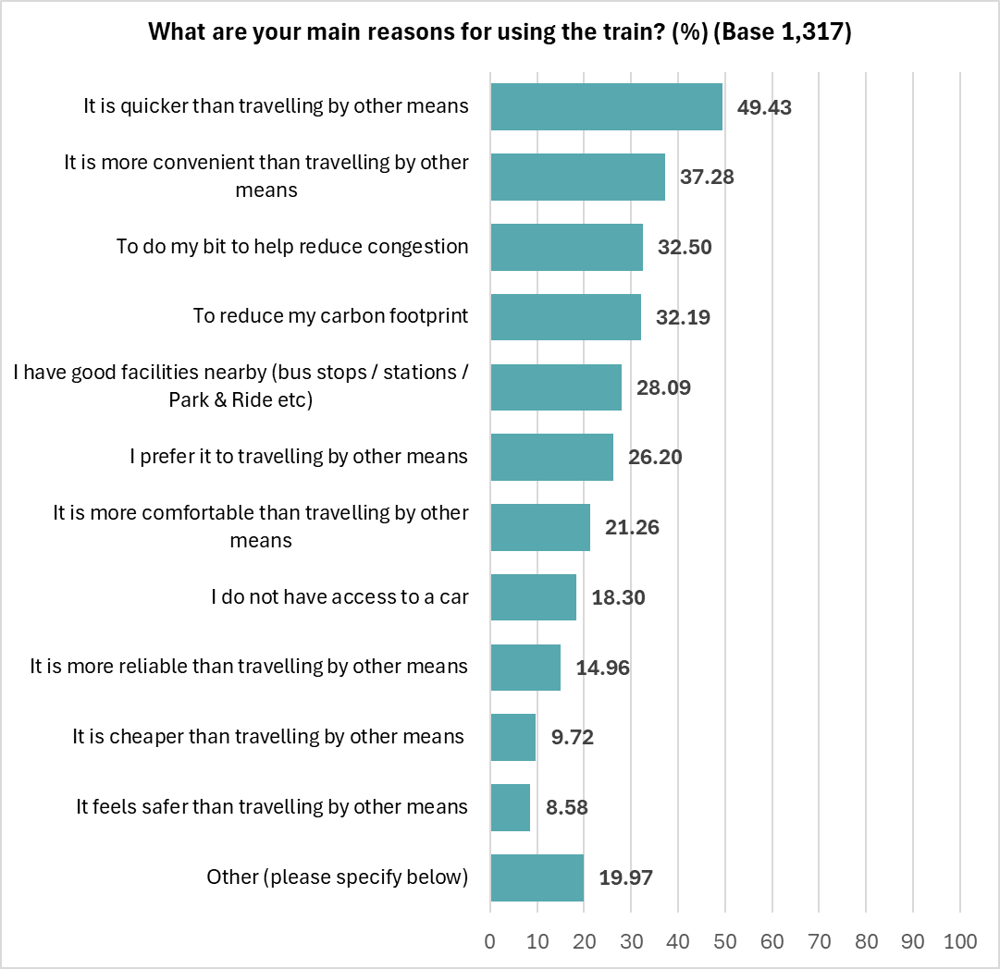 What are your main reasons for using the train? (%) (Base 1,317)
It is quicker than travelling by other means
49.43
It is more convenient than travelling by other
means
37.28
To do my bit to help reduce congestion
32.50
To reduce my carbon footprint
32.19
I have good facilities nearby (bus stops / stations /
Park & Ride etc)
28.09
I prefer it to travelling by other means
26.20
It is more comfortable than travelling by other
means
21.26
I do not have access to a car
18.30
It is more reliable than travelling by other means
14.96
It is cheaper than travelling by other means
9.72
It feels safer than travelling by other means
8.58
Other (please specify below)
19.97
0 10 20 30 40 50 60 70 80 90 100